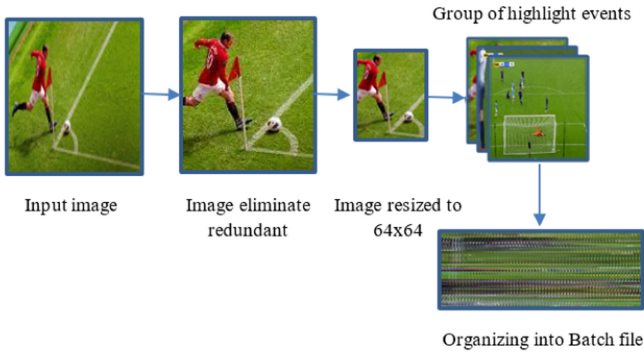 Group of highlight events
Input image
Image eliminate
redundant
Image resized to
64x64
Organizing into Batch file